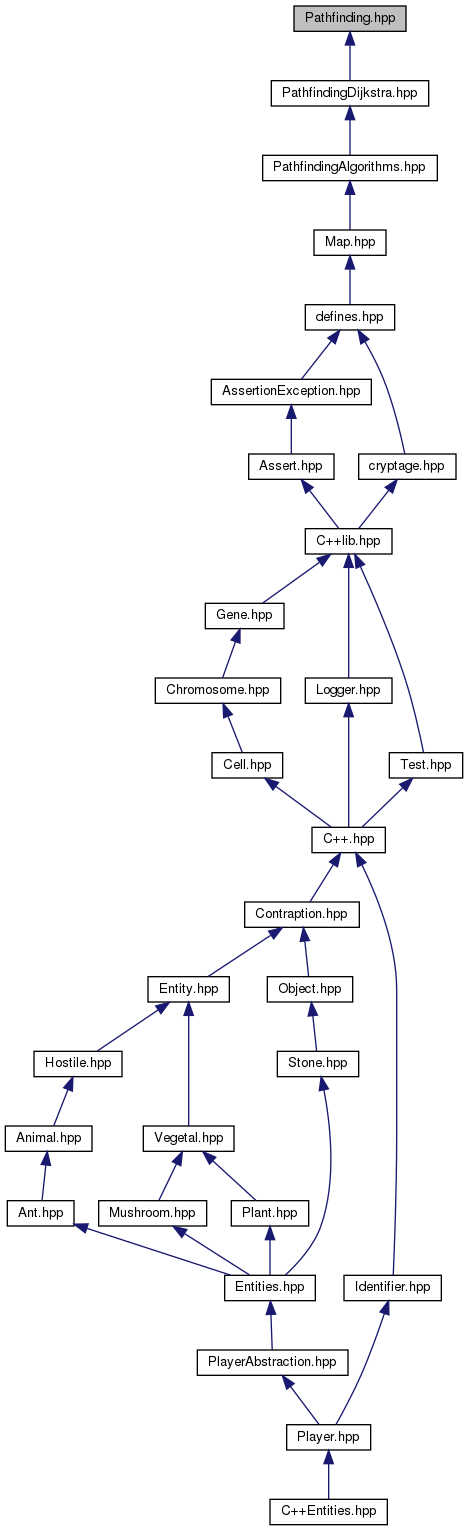 Pathfinding.hpp
PathfindingDijkstra.hpp
PathfindingAlgorithms.hpp
Map.hpp
defines.hpp
AssertionException.hpp
Assert.hpp
cryptage.hpp
C++lib.hpp
Gene.hpp
Chromosome.hpp
Logger.hpp
Cell.hpp
Test.hpp
C++.hpp
Contraption.hpp
Entity.hpp
Object.hpp
Hostile.hpp
Stone.hpp
Animal.hpp
Vegetal.hpp
Ant.hpp
Mushroom.hpp
Plant.hpp
Entities.hpp
Identifier.hpp
PlayerAbstraction.hpp
Player.hpp
C++Entities.hpp